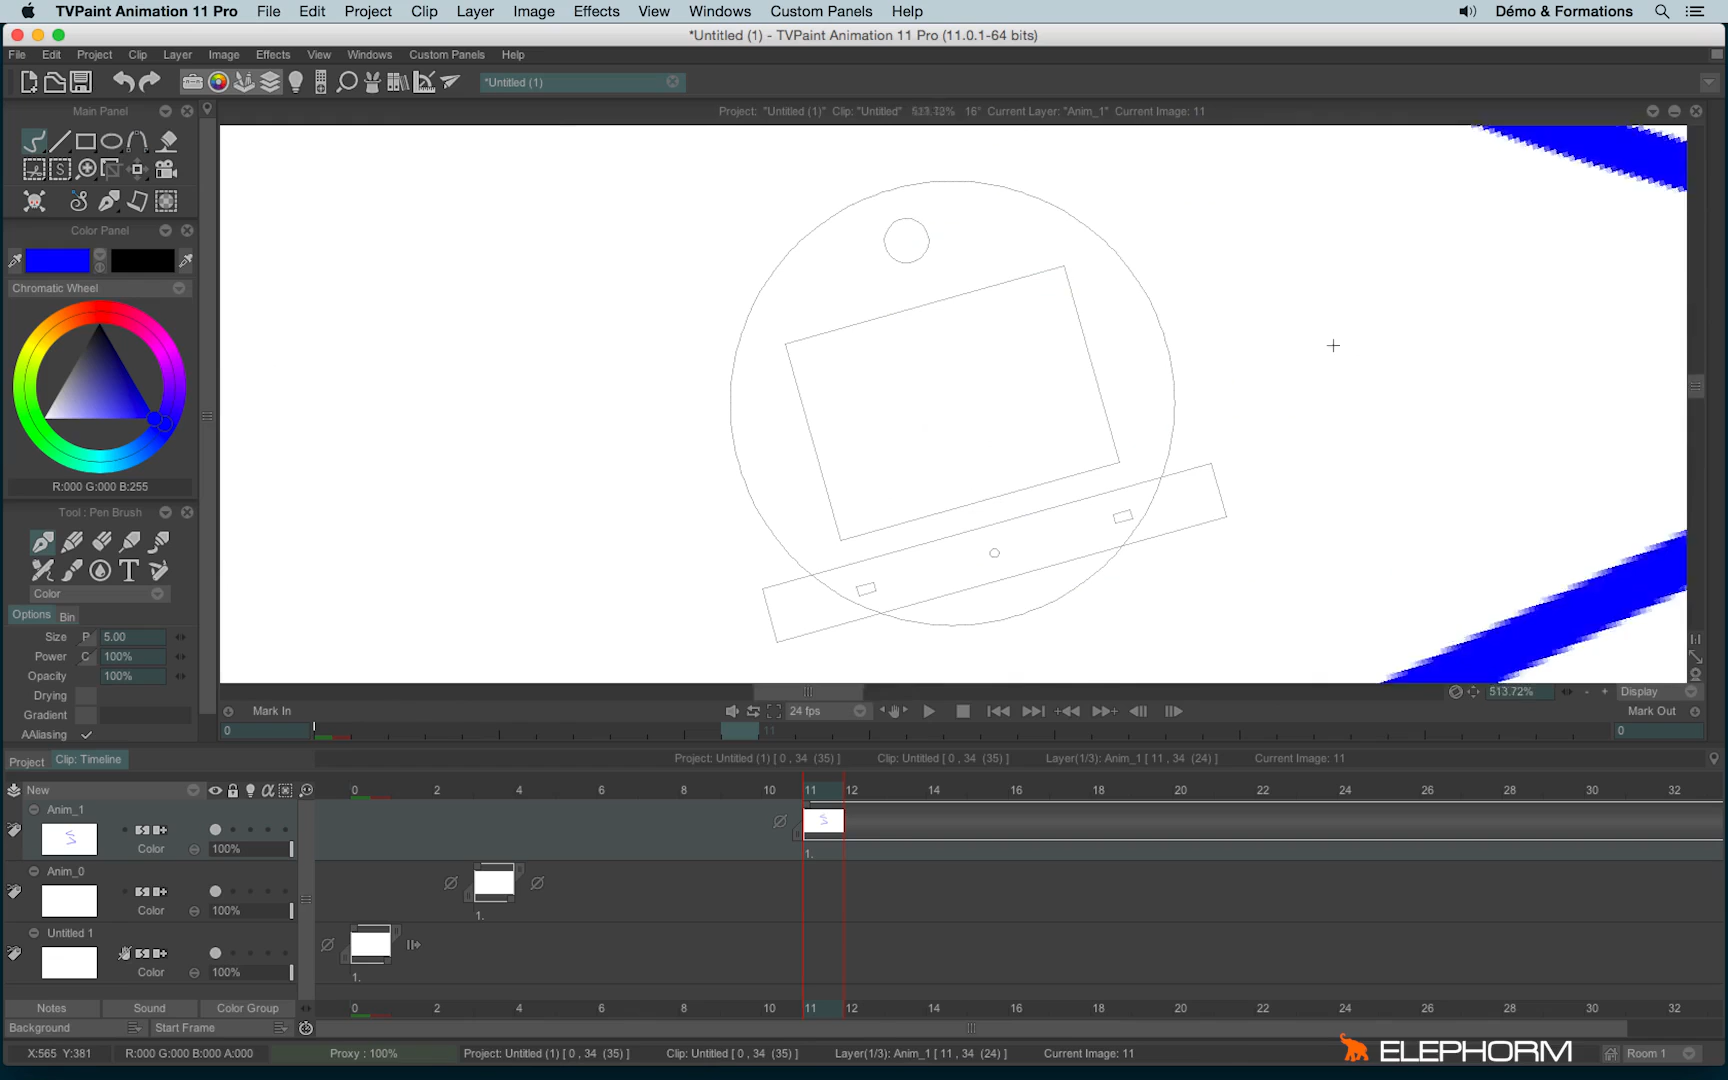 TVPaint Animation 11 Pro File Edit Project Clip Layer Image Effects View Windows Custom Panels Help Démo & Formations
*Untitled (1) - TVPaint Animation 11 Pro (11.0.1-64 bits)
File Edit Project Clip Layer Image Effects View Windows Custom Panels Help
*Untitled (1)
Main Panel
Project: "Untitled (1)" Clip: "Untitled" 513.72% 16" Current Layer: "Anim_1" Current Image: 11
Color Panel
Chromatic Wheel
R:000 G:000 B:255
Tool : Pen Brush
Color
Options Bin
Size P 5.00
Power C 100%
Opacity 100%
Drying
Gradient
AAliasing
513.72% - + Display
Mark In 24 fps Mark Out
0 11 0
Project Clip: Timeline Project: Untitled (1) [ 0 , 34 (35) ] Clip: Untitled [ 0 , 34 (35) ] Layer(1/3): Anim_1 [ 11 , 34 (24) ] Current Image: 11
New 0 2 4 6 8 10 11 12 14 16 18 20 22 24 26 28 30 32
Anim_1
Color 100% 1.
Anim_0
Color 100% 1.
Untitled 1
Color 100% 1.
Notes Sound Color Group 0 2 4 6 8 10 11 12 14 16 18 20 22 24 26 28 30 32
Background Start Frame
X:565 Y:381 R:000 G:000 B:000 A:000 Proxy : 100% Project: Untitled (1) [ 0 , 34 (35) ] Clip: Untitled [ 0 , 34 (35) ] Layer(1/3): Anim_1 [ 11 , 34 (24) ] Current Image: 11 ELEPHORM Room 1